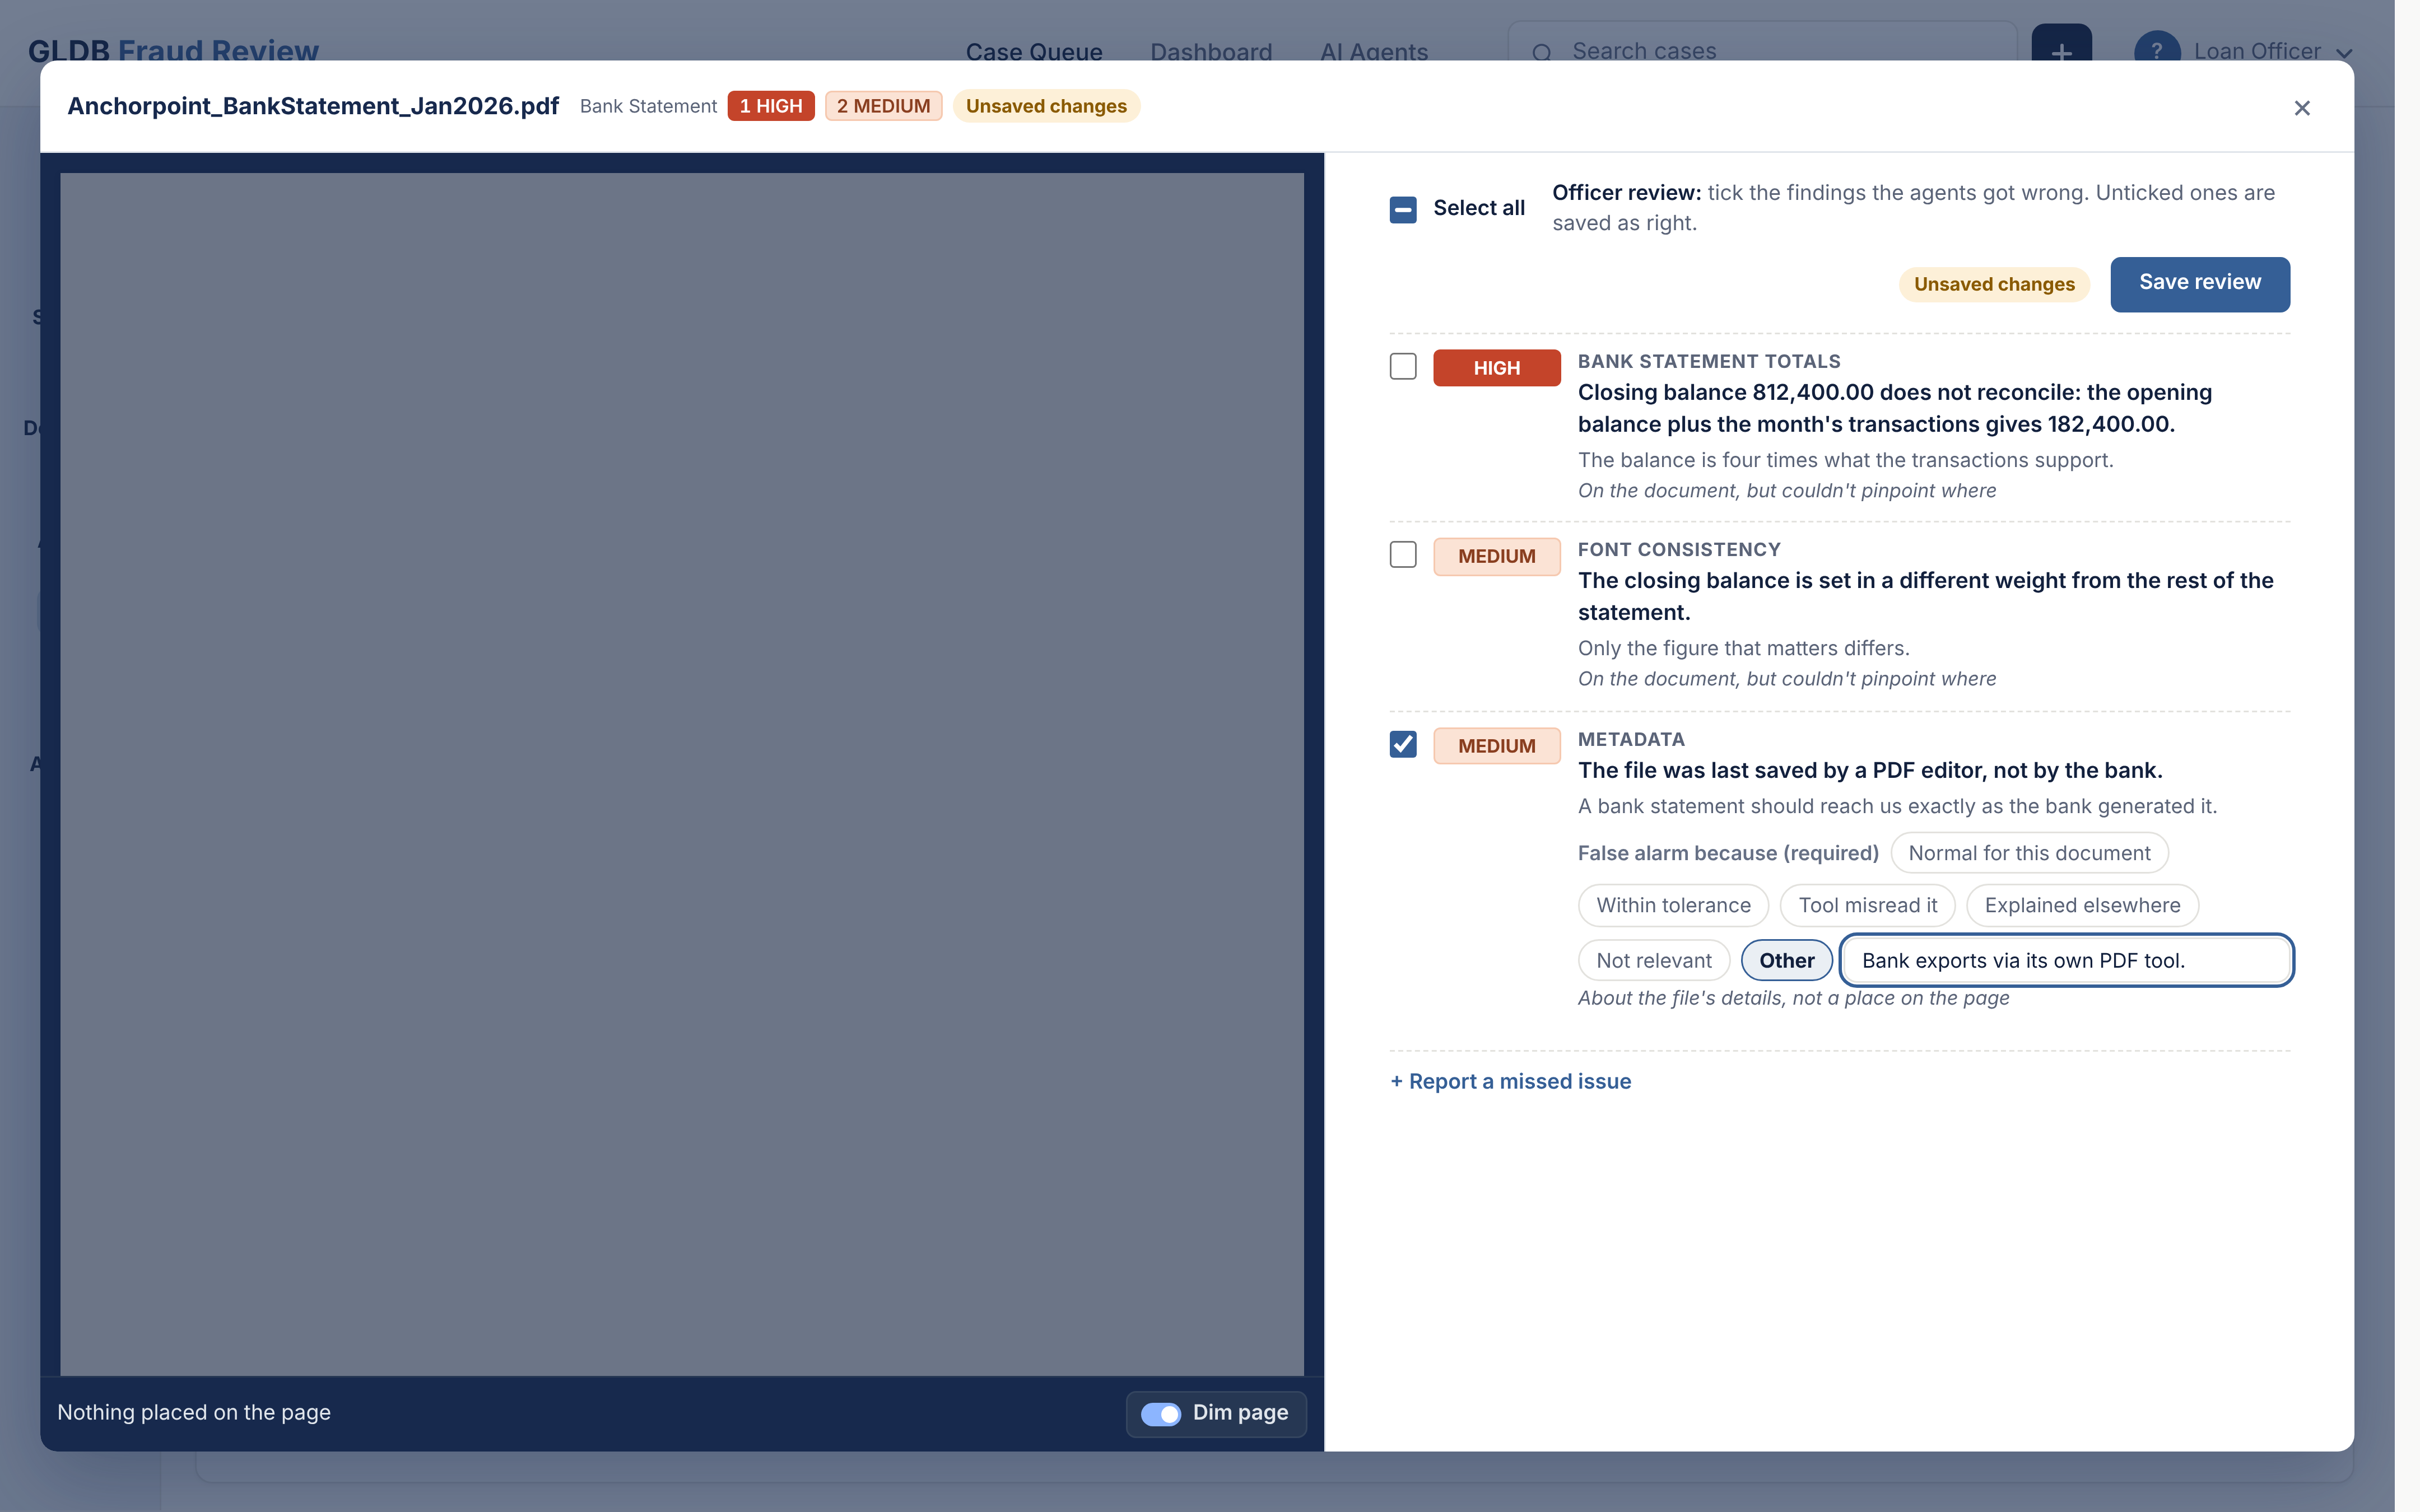 GLDB Fraud Review
Case Queue
Dashboard
AI Agents
Search cases
+
?
Loan Officer
Anchorpoint_BankStatement_Jan2026.pdf
Bank Statement
1 HIGH
2 MEDIUM
Unsaved changes
Select all
Officer review: tick the findings the agents got wrong. Unticked ones are
saved as right.
Unsaved changes
Save review
HIGH
BANK STATEMENT TOTALS
Closing balance 812,400.00 does not reconcile: the opening
balance plus the month's transactions gives 182,400.00.
The balance is four times what the transactions support.
On the document, but couldn't pinpoint where
MEDIUM
FONT CONSISTENCY
The closing balance is set in a different weight from the rest of the
statement.
Only the figure that matters differs.
On the document, but couldn't pinpoint where
MEDIUM
METADATA
The file was last saved by a PDF editor, not by the bank.
A bank statement should reach us exactly as the bank generated it.
False alarm because (required)
Normal for this document
Within tolerance
Tool misread it
Explained elsewhere
Not relevant
Other
Bank exports via its own PDF tool.
About the file's details, not a place on the page
+ Report a missed issue
Nothing placed on the page
Dim page